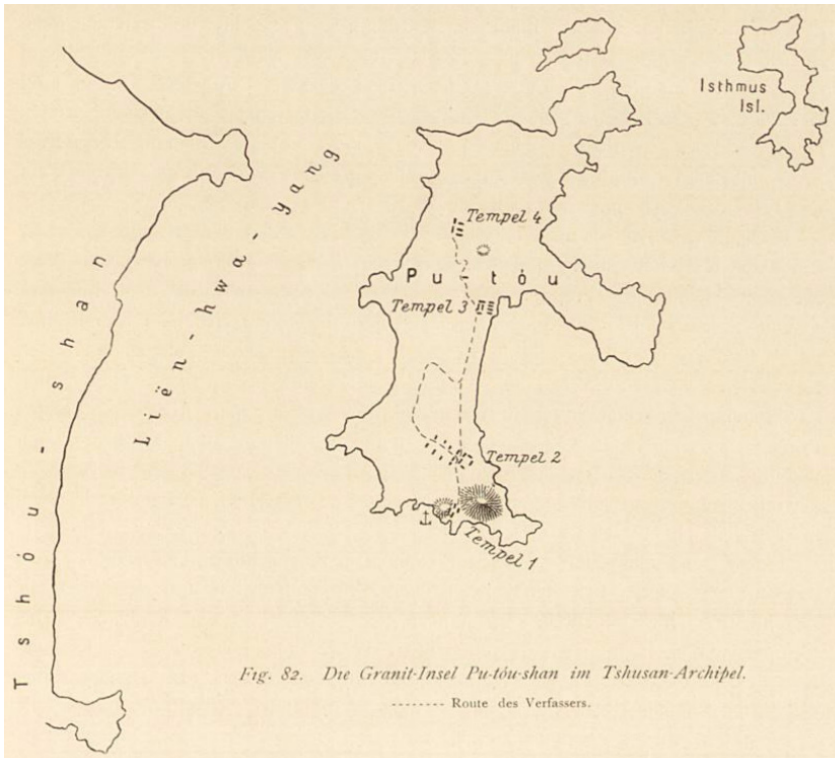 Isthmus
Isl.
Tshóu-shan
Liën-hwa-yang
Tempel 4
Pu-tóu
Tempel 3
Tempel 2
Tempel 1
Fig. 82. Die Granit-Insel Pu-tóu-shan im Tshusan-Archipel.
-------- Route des Verfassers.